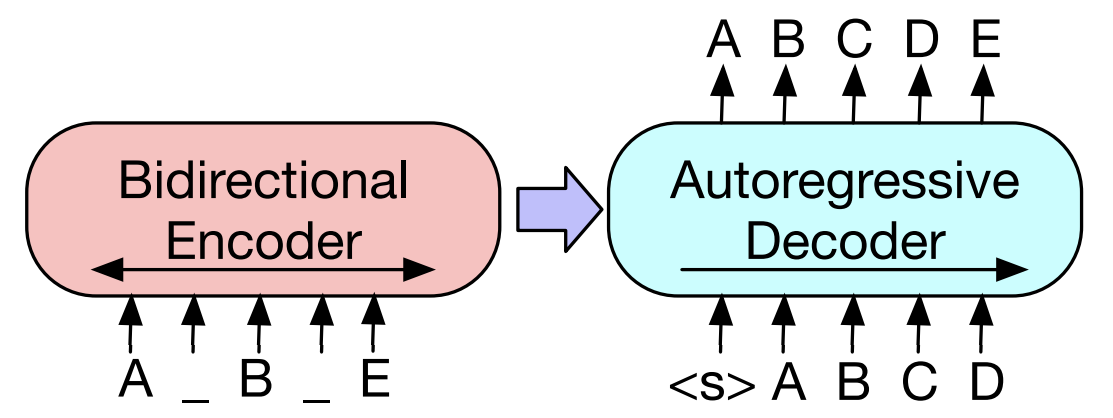 A B C D E
Bidirectional
Encoder
Autoregressive
Decoder
A _ B _ E
<s> A B C D